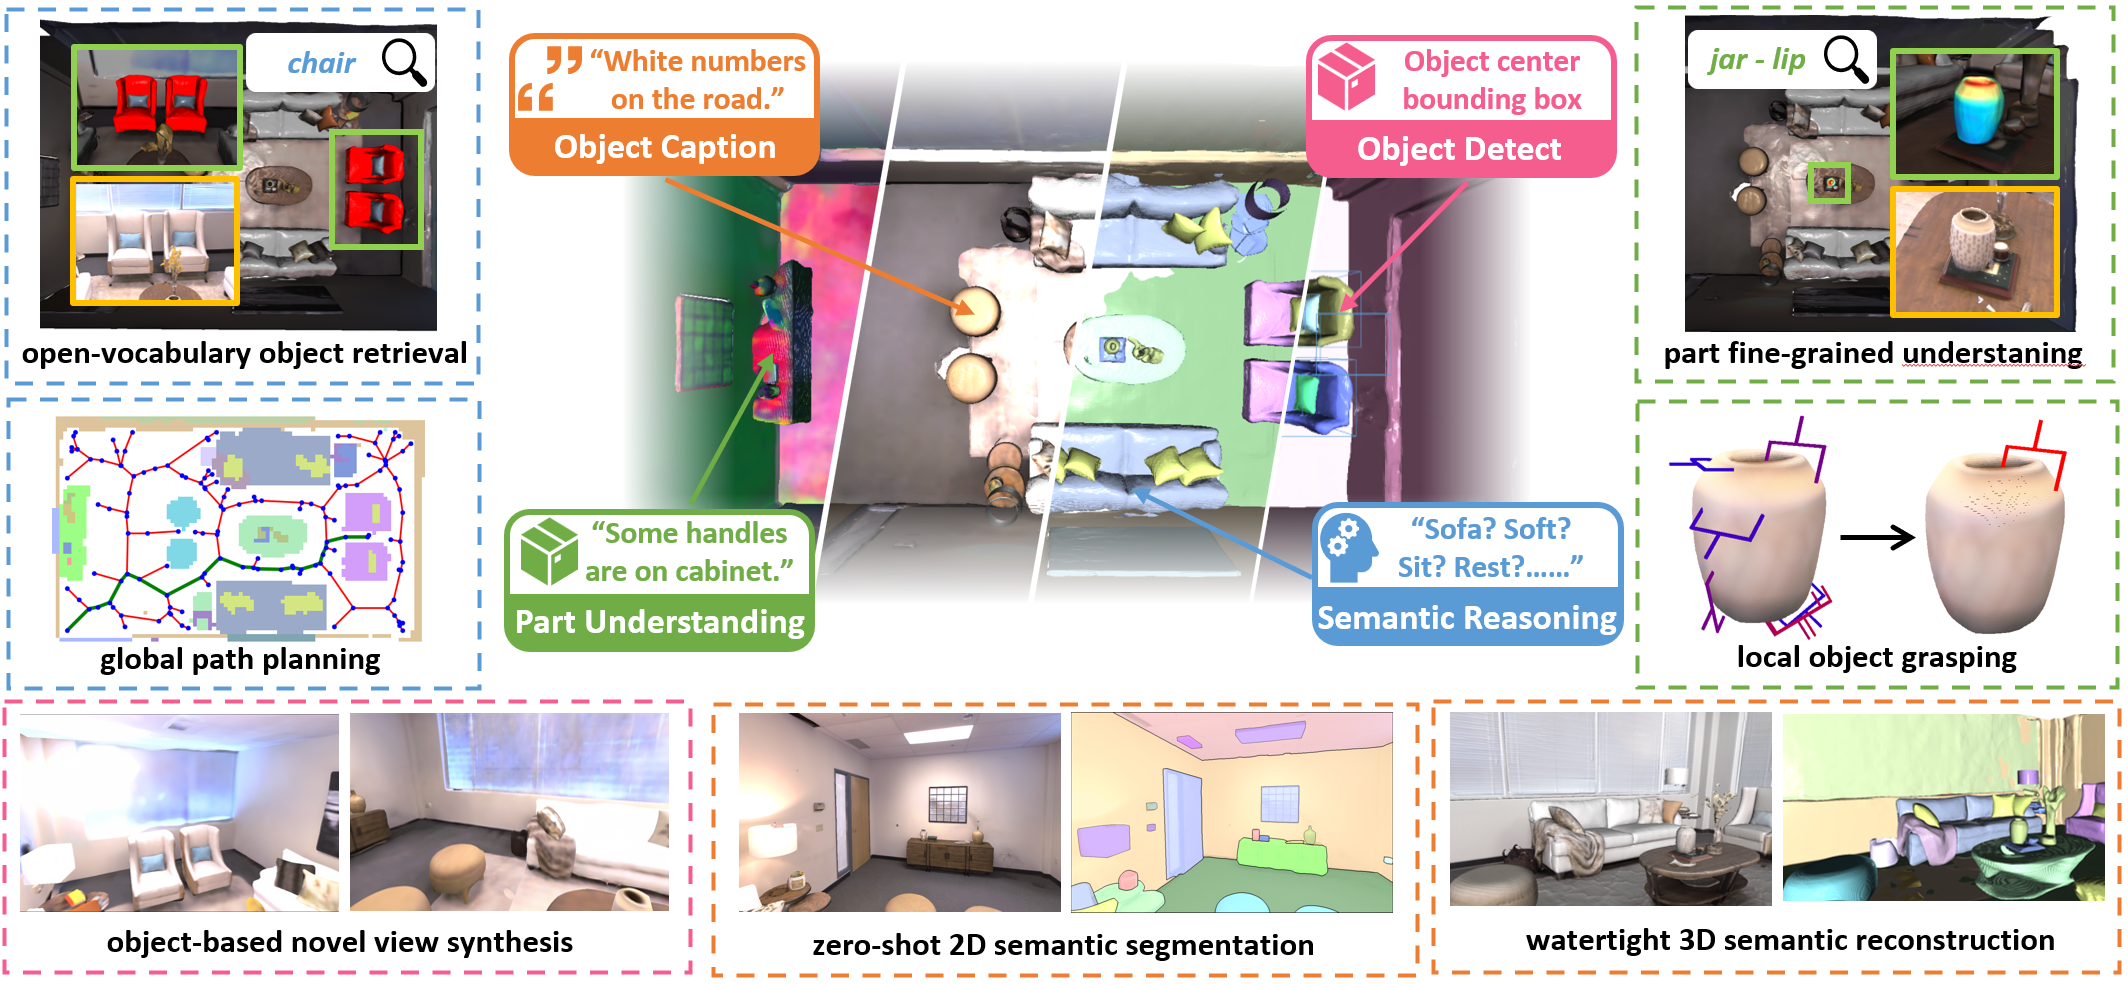 chair
open-vocabulary object retrieval
“White numbers
on the road.”
Object Caption
Object center
bounding box
Object Detect
jar - lip
part fine-grained understaning
global path planning
“Some handles
are on cabinet.”
Part Understanding
“Sofa? Soft?
Sit? Rest?......”
Semantic Reasoning
local object grasping
object-based novel view synthesis
zero-shot 2D semantic segmentation
watertight 3D semantic reconstruction